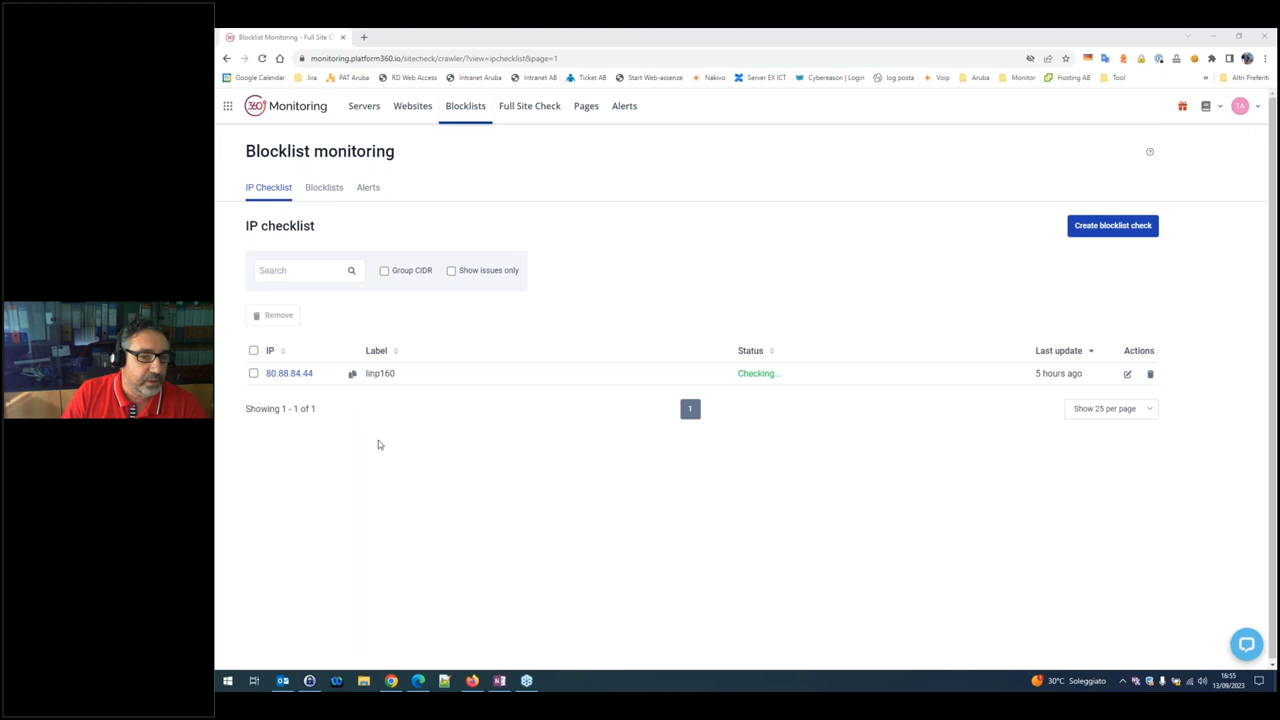 Blocklist Monitoring - Full Site C
monitoring.platform360.io/sitecheck/crawler/?view=ipchecklist&page=1
Google Calendar Jira PAT Aruba RD Web Access Intranet Aruba Intranet AB Ticket AB Start Web-assenze Nakivo Server EX ICT Cybereason | Login log posta Voip Aruba Monitor Hosting AB Tool » Altri Preferiti
360 Monitoring Servers Websites Blocklists Full Site Check Pages Alerts TA
Blocklist monitoring
IP Checklist Blocklists Alerts
IP checklist Create blocklist check
Search Group CIDR Show issues only
Remove
IP Label Status Last update Actions
80.88.84.44 linp160 Checking... 5 hours ago
Showing 1 - 1 of 1 1 Show 25 per page
30°C Soleggiato 16:55
13/09/2023